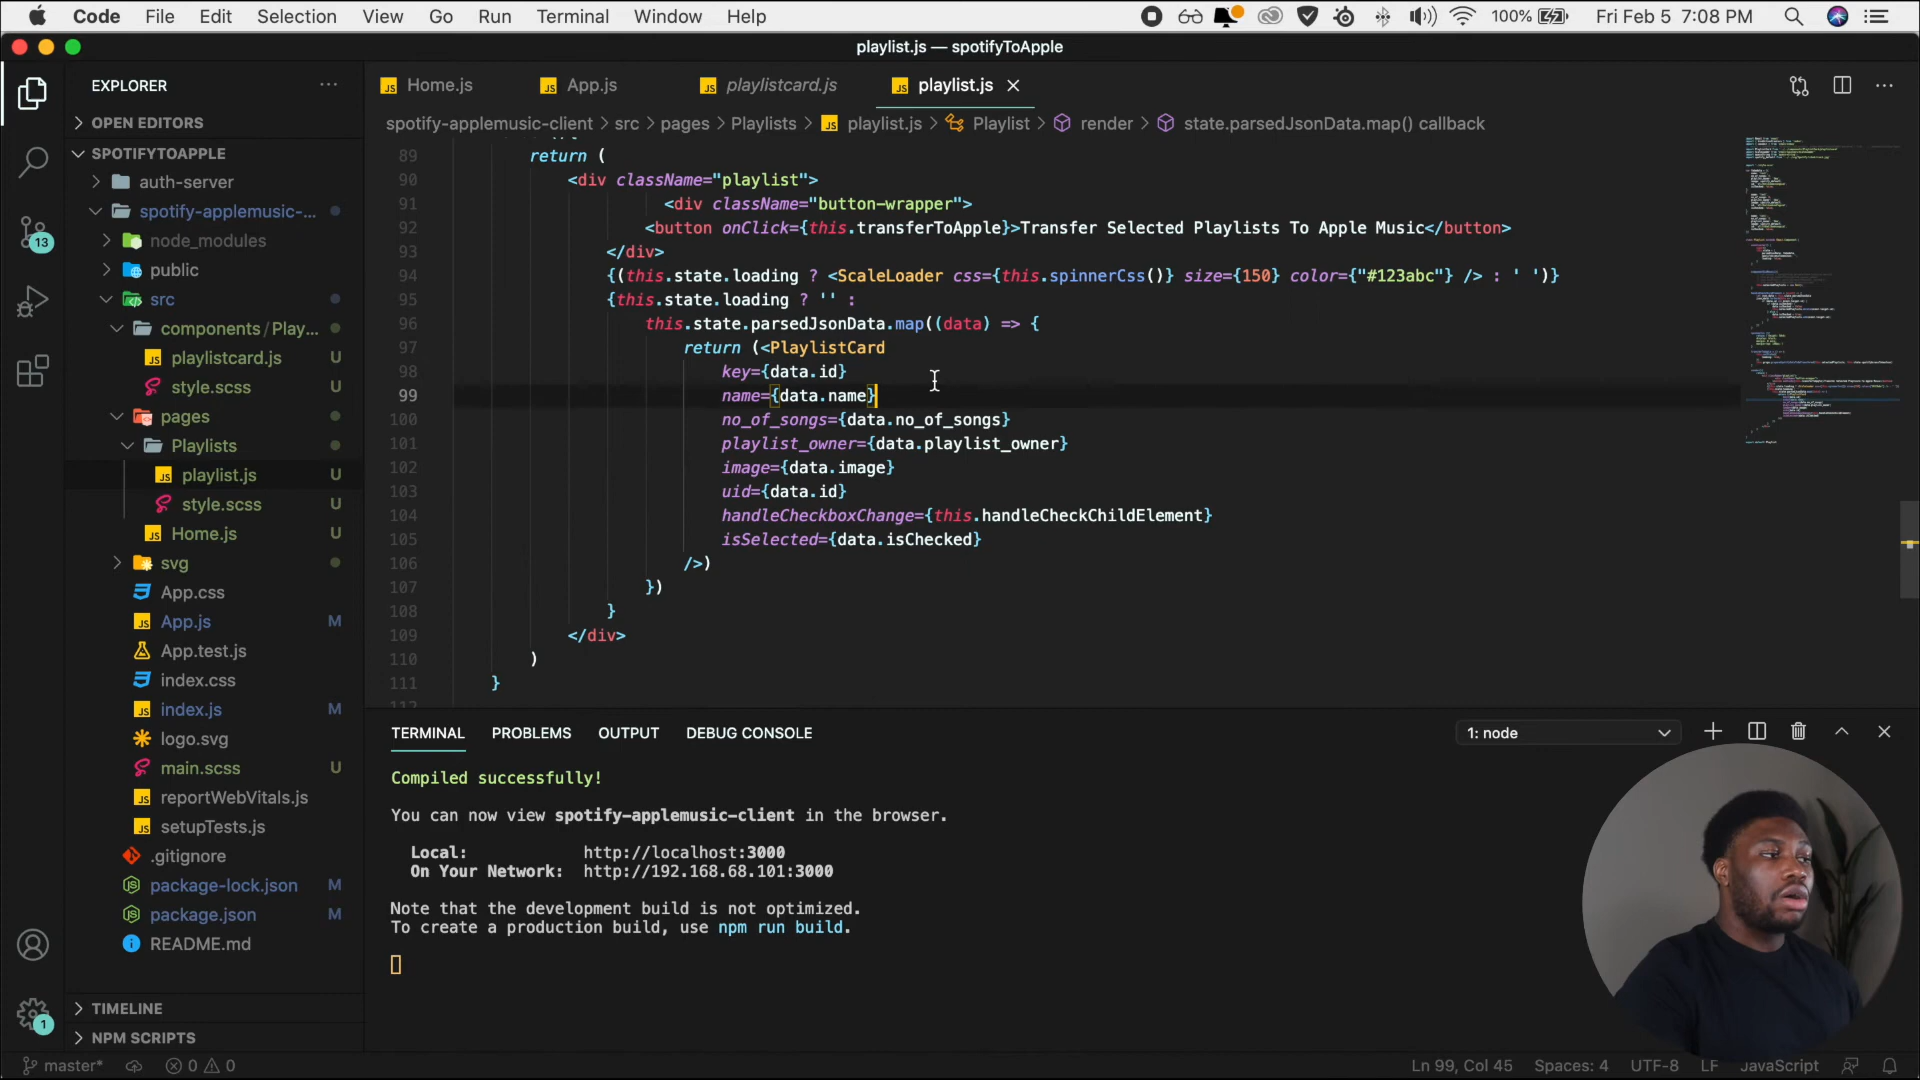 Code File Edit Selection View Go Run Terminal Window Help 100% Fri Feb 5 7:08 PM
playlist.js — spotifyToApple
EXPLORER
Home.js App.js playlistcard.js playlist.js
OPEN EDITORS
spotify-applemusic-client > src > pages > Playlists > playlist.js > Playlist > render > state.parsedJsonData.map() callback
SPOTIFYTOAPPLE
auth-server
spotify-applemusic-...
node_modules
public
src
components / Play...
playlistcard.js U
style.scss U
pages
Playlists
playlist.js U
style.scss U
Home.js U
svg
App.css
App.js M
App.test.js
index.css
index.js M
logo.svg
main.scss U
reportWebVitals.js
setupTests.js
.gitignore
package-lock.json M
package.json M
README.md
TIMELINE
NPM SCRIPTS
13
1
89 return (
90 <div className="playlist">
91 <div className="button-wrapper">
92 <button onClick={this.transferToApple}>Transfer Selected Playlists To Apple Music</button>
93 </div>
94 {(this.state.loading ? <ScaleLoader css={this.spinnerCss()} size={150} color={"#123abc"} /> : ' ')}
95 {this.state.loading ? '' :
96 this.state.parsedJsonData.map((data) => {
97 return (<PlaylistCard
98 key={data.id}
99 name={data.name}
100 no_of_songs={data.no_of_songs}
101 playlist_owner={data.playlist_owner}
102 image={data.image}
103 uid={data.id}
104 handleCheckboxChange={this.handleCheckChildElement}
105 isSelected={data.isChecked}
106 />)
107 })
108 }
109 </div>
110 )
111 }
112
TERMINAL PROBLEMS OUTPUT DEBUG CONSOLE 1: node
Compiled successfully!
You can now view spotify-applemusic-client in the browser.
Local: http://localhost:3000
On Your Network: http://192.168.68.101:3000
Note that the development build is not optimized.
To create a production build, use npm run build.
master* 0 0 Ln 99, Col 45 Spaces: 4 UTF-8 LF JavaScript